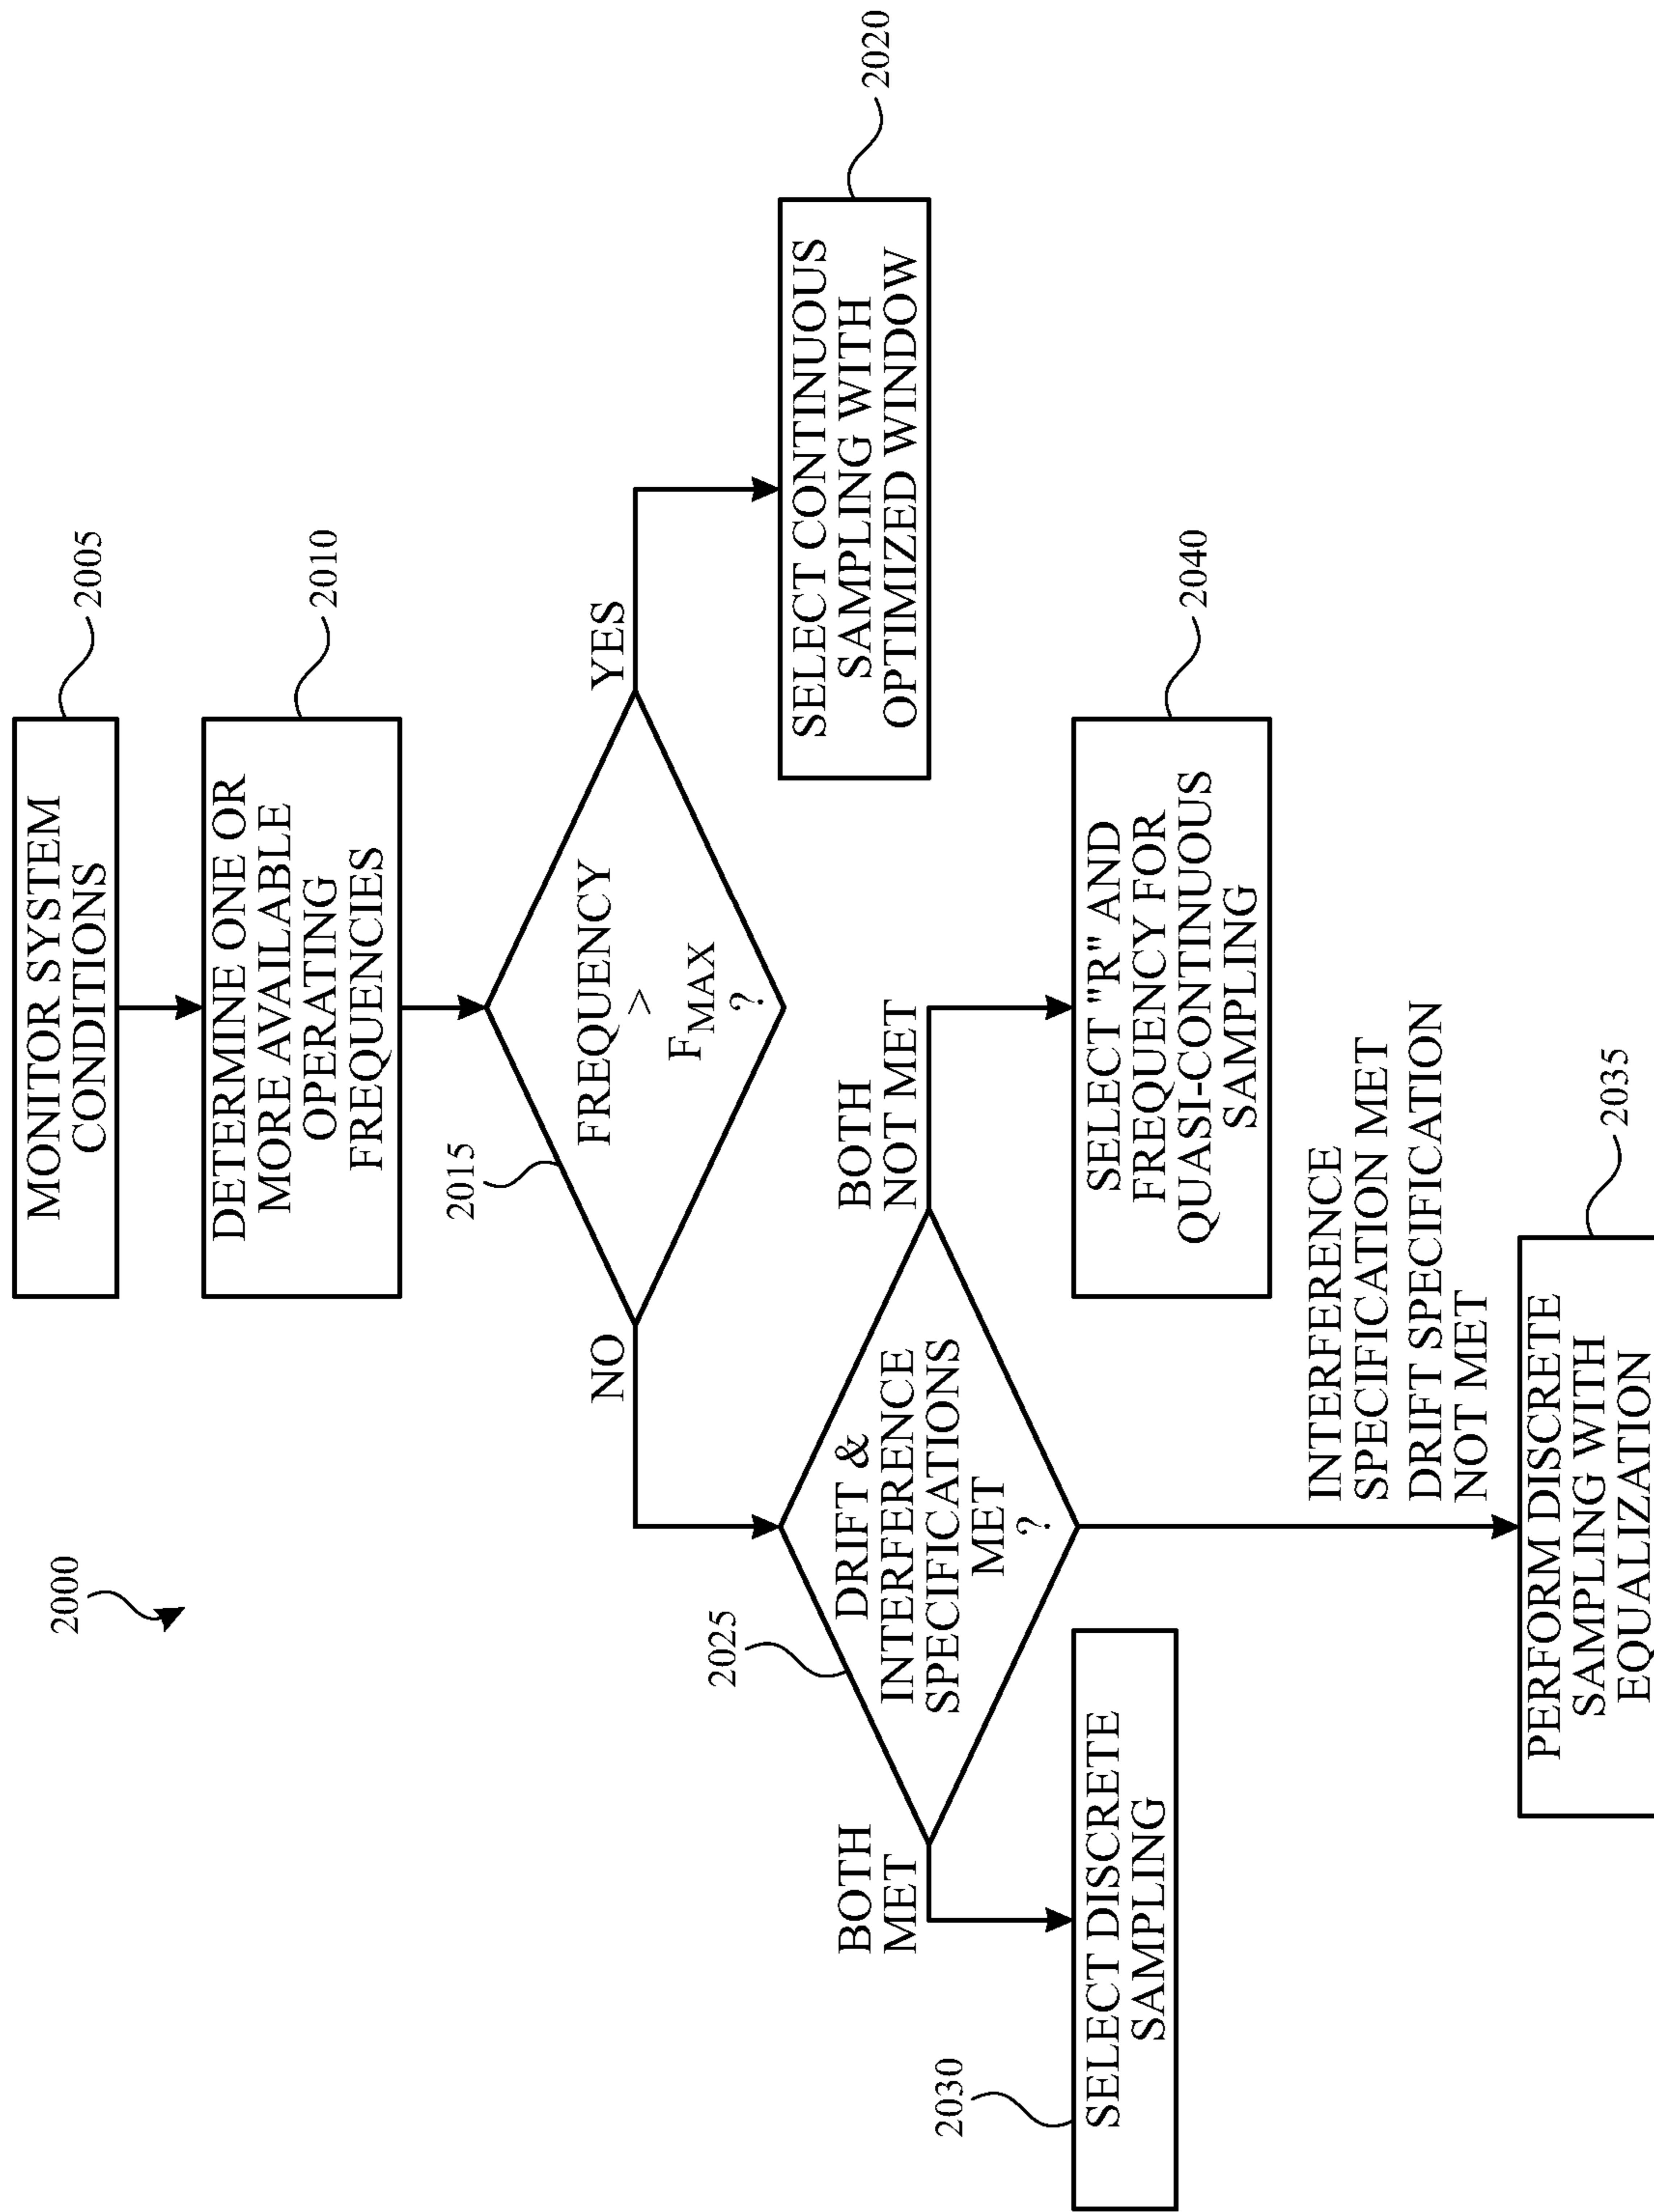 2000
MONITOR SYSTEM
CONDITIONS
2005
DETERMINE ONE OR
MORE AVAILABLE
OPERATING
FREQUENCIES
2010
2015
FREQUENCY
>
FMAX
?
YES
NO
SELECT CONTINUOUS
SAMPLING WITH
OPTIMIZED WINDOW
2020
2025
DRIFT &
INTERFERENCE
SPECIFICATIONS
MET
?
BOTH
MET
BOTH
NOT MET
2030
SELECT DISCRETE
SAMPLING
SELECT "R" AND
FREQUENCY FOR
QUASI-CONTINUOUS
SAMPLING
2040
INTERFERENCE
SPECIFICATION MET
DRIFT SPECIFICATION
NOT MET
PERFORM DISCRETE
SAMPLING WITH
EQUALIZATION
2035